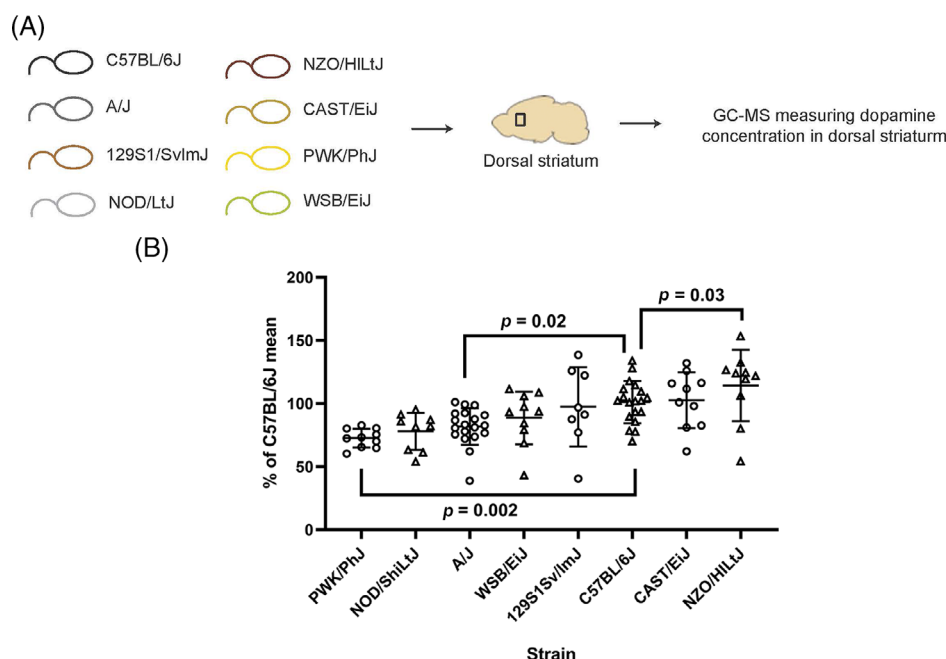 (A)
C57BL/6J
A/J
129S1/SvImJ
NOD/LtJ
NZO/HILtJ
CAST/EiJ
PWK/PhJ
WSB/EiJ
Dorsal striatum
GC-MS measuring dopamine
concentration in dorsal striaturm
(B)
% of C57BL/6J mean
200
150
100
50
0
p = 0.02
p = 0.03
p = 0.002
PWK/PhJ
NOD/ShiLtJ
A/J
WSB/EiJ
129S1Sv/ImJ
C57BL/6J
CAST/EiJ
NZO/HILtJ
Strain